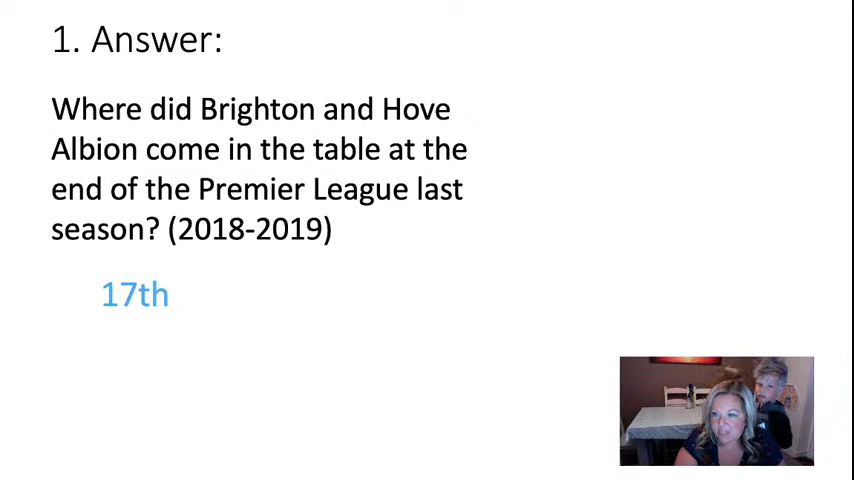 1. Answer:
Where did Brighton and Hove
Albion come in the table at the
end of the Premier League last
season? (2018-2019)
17th